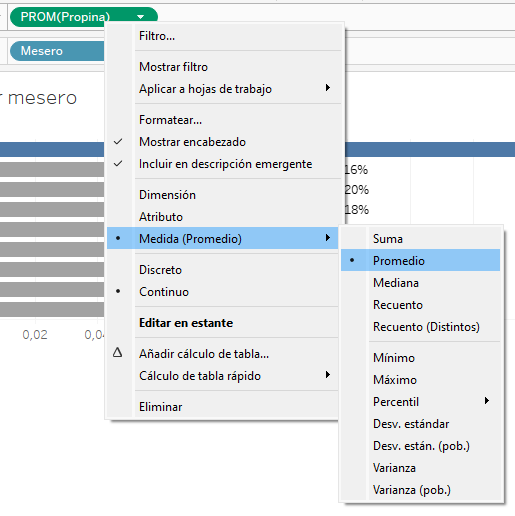 PROM(Propina)
Mesero
r mesero
Filtro...
Mostrar filtro
Aplicar a hojas de trabajo
Formatear...
Mostrar encabezado
Incluir en descripción emergente
Dimensión
Atributo
Medida (Promedio)
Discreto
Continuo
Editar en estante
Añadir cálculo de tabla...
Cálculo de tabla rápido
Eliminar
16%
20%
18%
Suma
Promedio
Mediana
Recuento
Recuento (Distintos)
Mínimo
Máximo
Percentil
Desv. estándar
Desv. están. (pob.)
Varianza
Varianza (pob.)
0,02
0,04